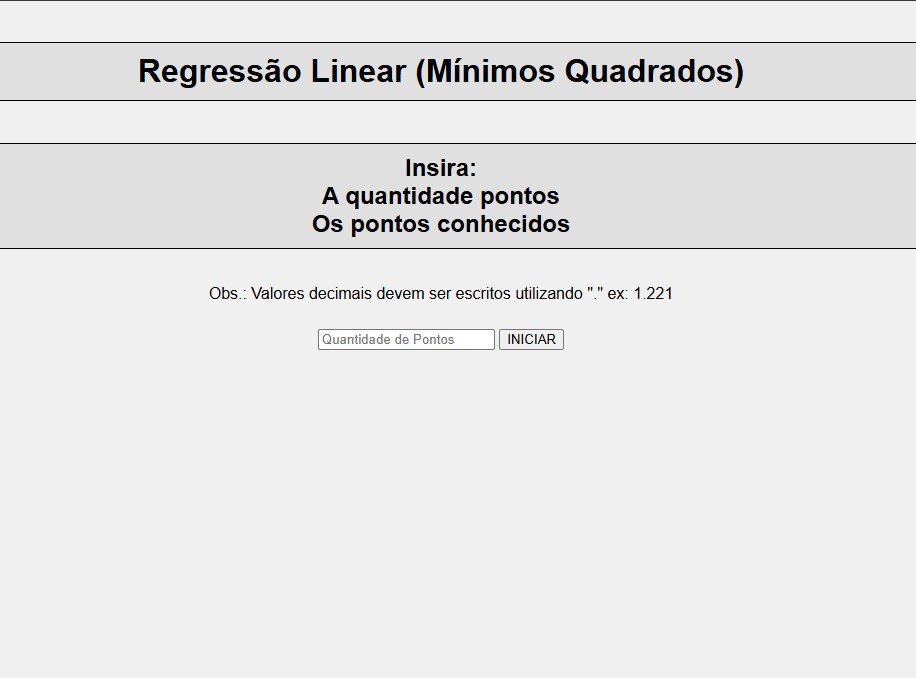 Regressão Linear (Mínimos Quadrados)
Insira:
A quantidade pontos
Os pontos conhecidos
Obs.: Valores decimais devem ser escritos utilizando "." ex: 1.221
Quantidade de Pontos INICIAR